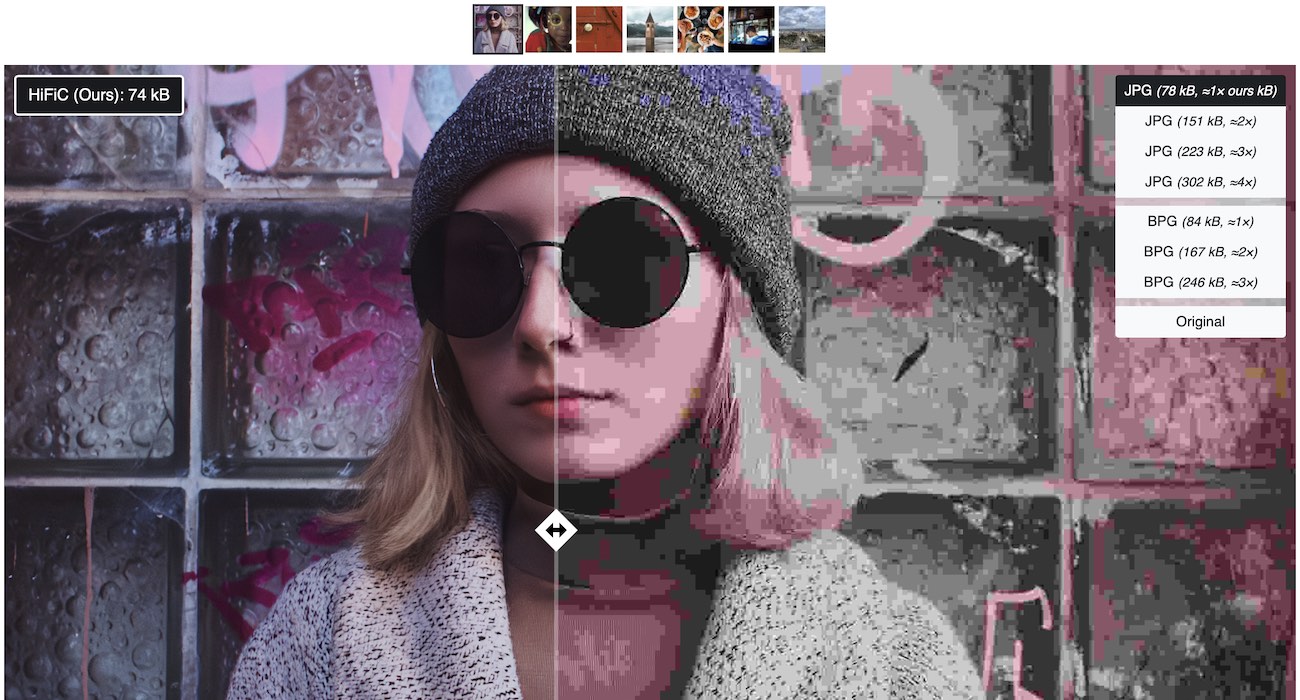 HiFiC (Ours): 74 kB
JPG (78 kB, ≈1× ours kB)
JPG (151 kB, ≈2×)
JPG (223 kB, ≈3×)
JPG (302 kB, ≈4×)
BPG (84 kB, ≈1×)
BPG (167 kB, ≈2×)
BPG (246 kB, ≈3×)
Original